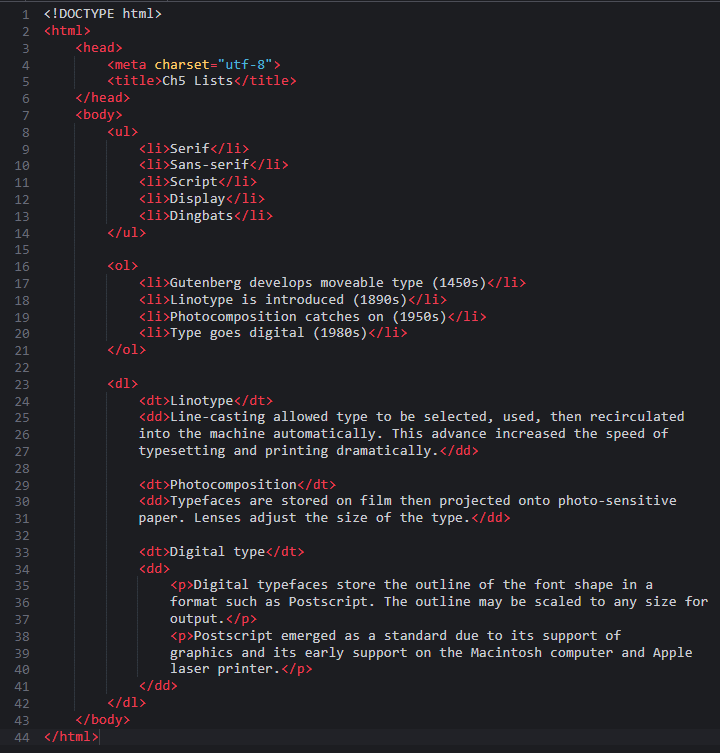 1 <!DOCTYPE html>
2 <html>
3     <head>
4         <meta charset="utf-8">
5         <title>Ch5 Lists</title>
6     </head>
7     <body>
8         <ul>
9             <li>Serif</li>
10             <li>Sans-serif</li>
11             <li>Script</li>
12             <li>Display</li>
13             <li>Dingbats</li>
14         </ul>
15
16         <ol>
17             <li>Gutenberg develops moveable type (1450s)</li>
18             <li>Linotype is introduced (1890s)</li>
19             <li>Photocomposition catches on (1950s)</li>
20             <li>Type goes digital (1980s)</li>
21         </ol>
22
23         <dl>
24             <dt>Linotype</dt>
25             <dd>Line-casting allowed type to be selected, used, then recirculated
26             into the machine automatically. This advance increased the speed of
27             typesetting and printing dramatically.</dd>
28
29             <dt>Photocomposition</dt>
30             <dd>Typefaces are stored on film then projected onto photo-sensitive
31             paper. Lenses adjust the size of the type.</dd>
32
33             <dt>Digital type</dt>
34             <dd>
35                 <p>Digital typefaces store the outline of the font shape in a
36                 format such as Postscript. The outline may be scaled to any size for
37                 output.</p>
38                 <p>Postscript emerged as a standard due to its support of
39                 graphics and its early support on the Macintosh computer and Apple
40                 laser printer.</p>
41             </dd>
42         </dl>
43     </body>
44 </html>